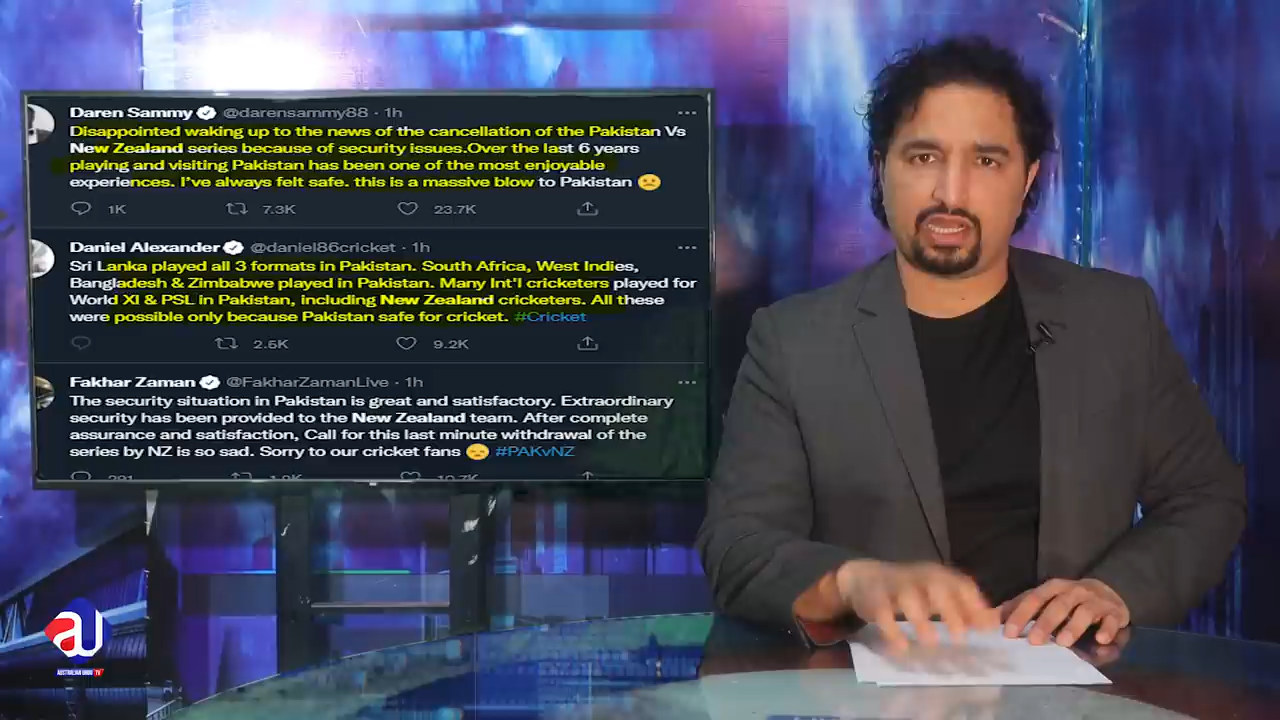 Daren Sammy @darensammy88 · 1h
Disappointed waking up to the news of the cancellation of the Pakistan Vs
New Zealand series because of security issues.Over the last 6 years
playing and visiting Pakistan has been one of the most enjoyable
experiences. I've always felt safe. this is a massive blow to Pakistan
1K 7.3K 23.7K
Daniel Alexander @daniel86cricket · 1h
Sri Lanka played all 3 formats in Pakistan. South Africa, West Indies,
Bangladesh & Zimbabwe played in Pakistan. Many Int'l cricketers played for
World XI & PSL in Pakistan, including New Zealand cricketers. All these
were possible only because Pakistan safe for cricket. #Cricket
2.5K 9.2K
Fakhar Zaman @FakharZamanLive · 1h
The security situation in Pakistan is great and satisfactory. Extraordinary
security has been provided to the New Zealand team. After complete
assurance and satisfaction, Call for this last minute withdrawal of the
series by NZ is so sad. Sorry to our cricket fans #PAKvNZ
aU
AUSTRALIAN URDU TV